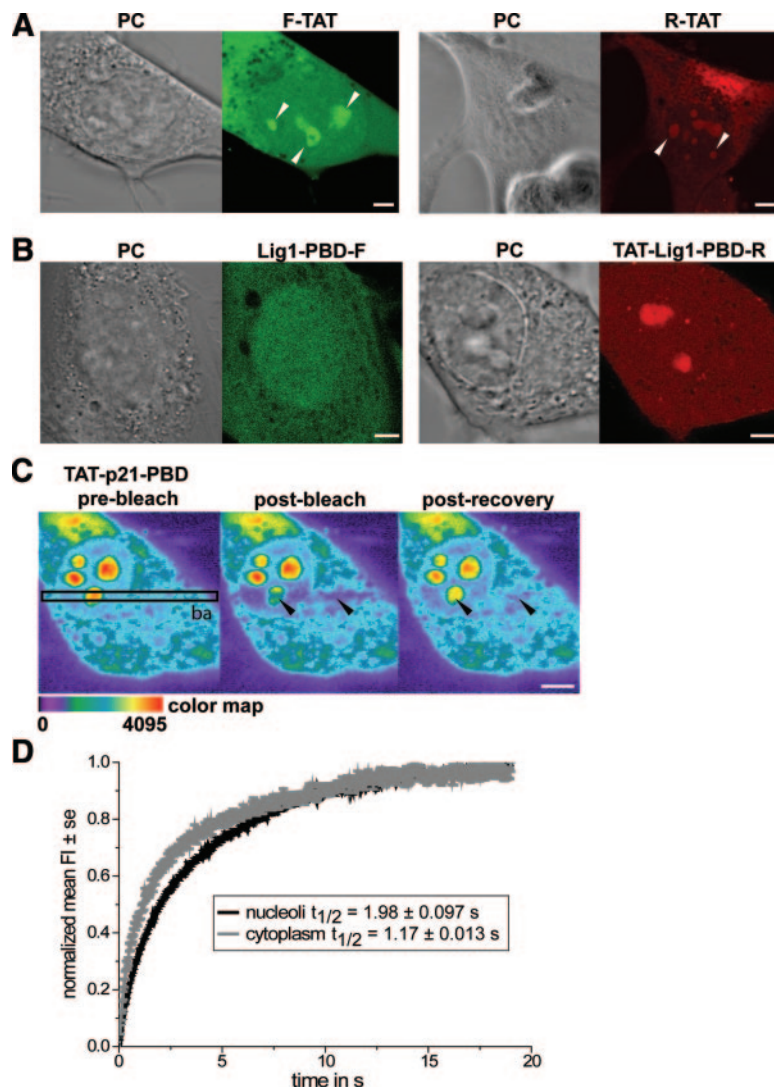 A
PC F-TAT PC R-TAT
B
PC Lig1-PBD-F PC TAT-Lig1-PBD-R
C
TAT-p21-PBD
pre-bleach post-bleach post-recovery
ba
color map
0 4095
D
normalized mean FI ± se
1.0
0.8
0.6
0.4
0.2
0.0
nucleoli t1/2 = 1.98 ± 0.097 s
cytoplasm t1/2 = 1.17 ± 0.013 s
0 5 10 15 20
time in s